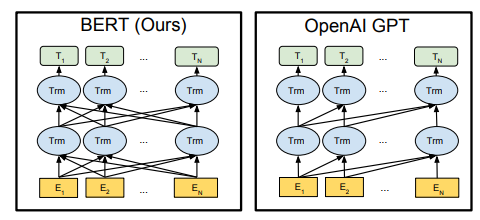 BERT (Ours)
T1 T2 ... TN
Trm Trm ... Trm
Trm Trm ... Trm
E1 E2 ... EN
OpenAI GPT
T1 T2 ... TN
Trm Trm ... Trm
Trm Trm ... Trm
E1 E2 ... EN